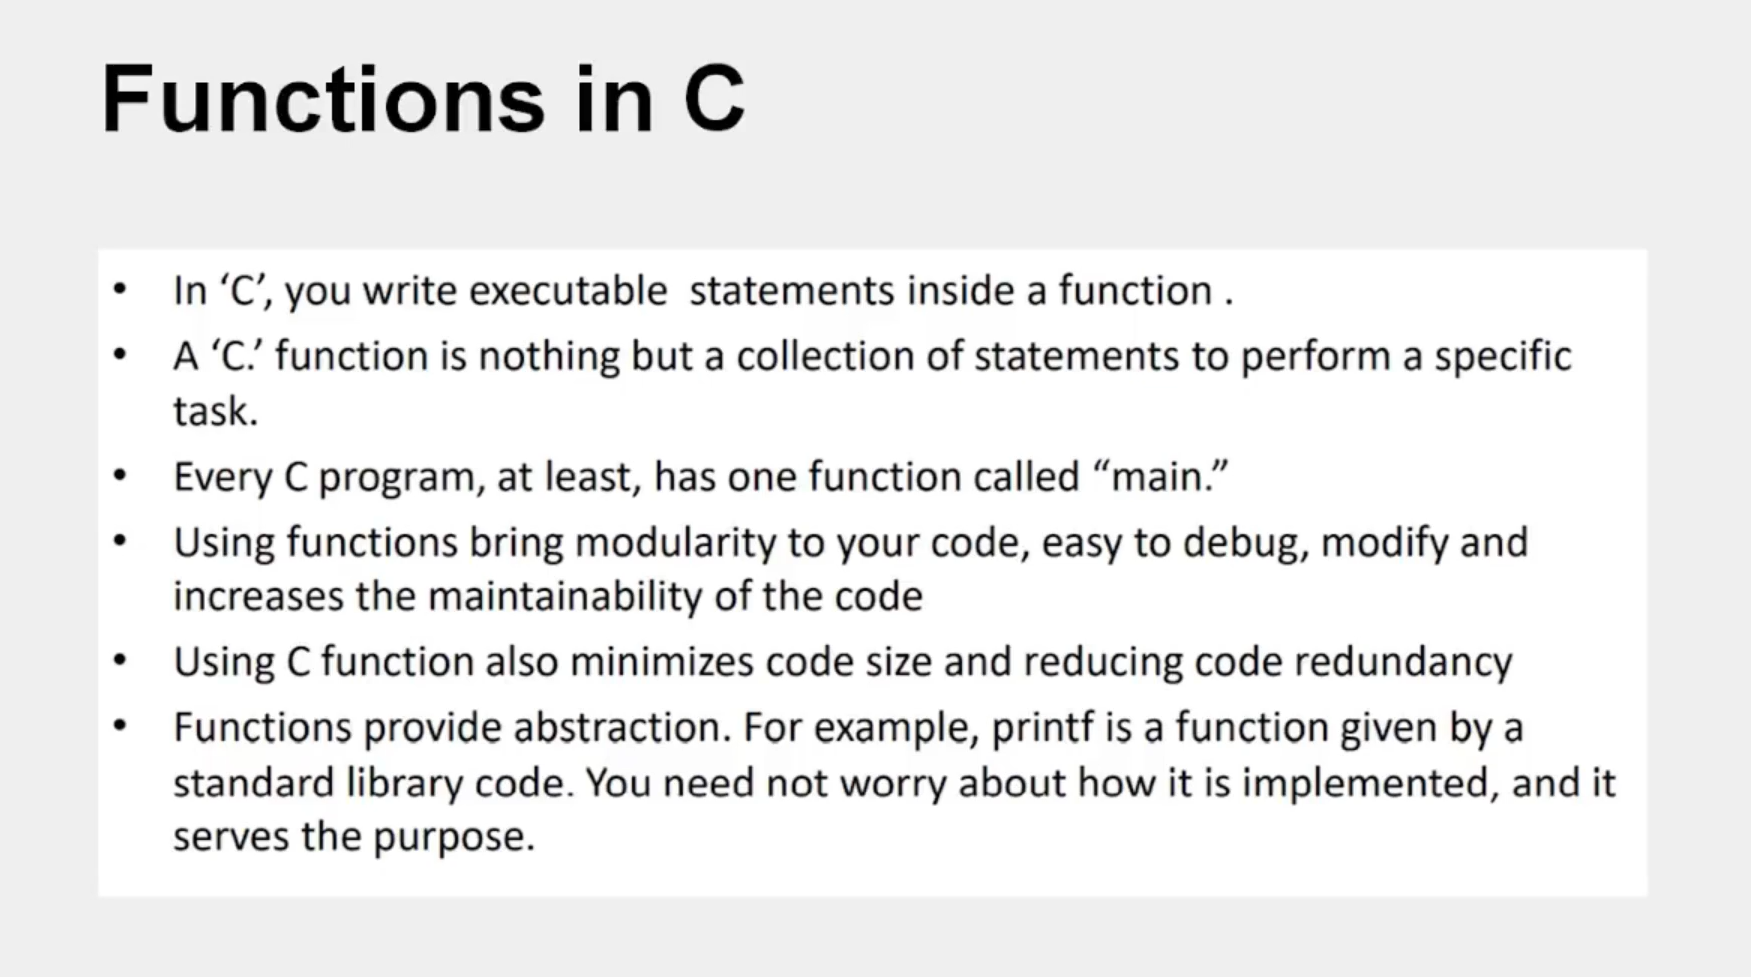 Functions in C
• In ‘C’, you write executable  statements inside a function .
• A ‘C.’ function is nothing but a collection of statements to perform a specific
task.
• Every C program, at least, has one function called “main.”
• Using functions bring modularity to your code, easy to debug, modify and
increases the maintainability of the code
• Using C function also minimizes code size and reducing code redundancy
• Functions provide abstraction. For example, printf is a function given by a
standard library code. You need not worry about how it is implemented, and it
serves the purpose.